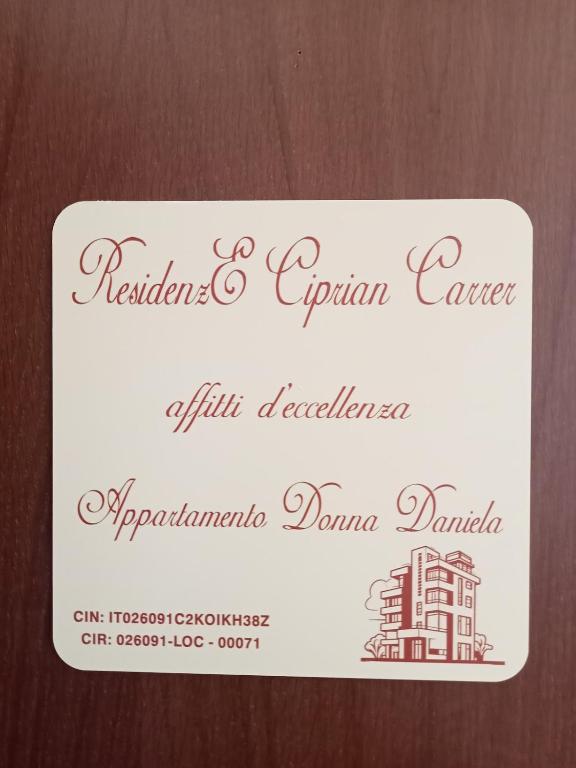 ResidenzE Ciprian Carrer
affitti d'eccellenza
Appartamento Donna Daniela
CIN: IT026091C2KOIKH38Z
CIR: 026091-LOC - 00071